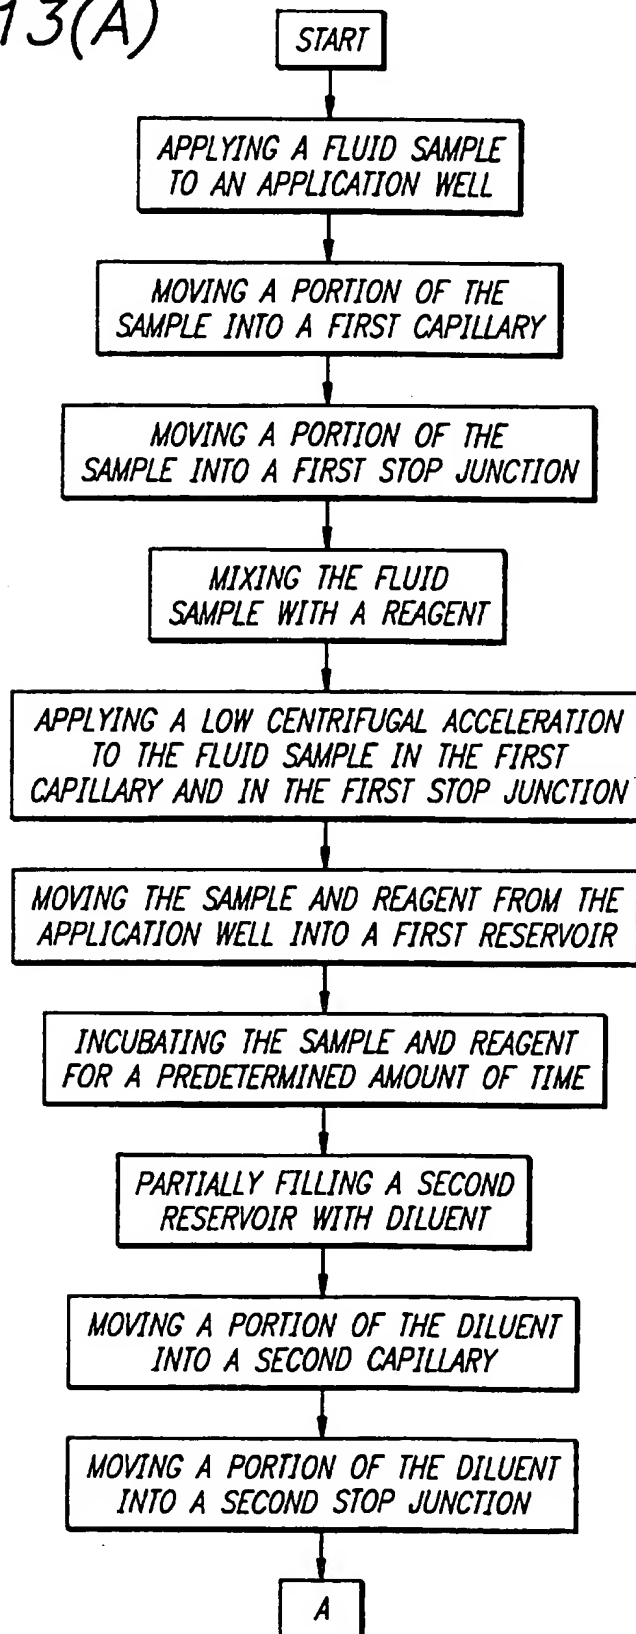 13(A)
START
APPLYING A FLUID SAMPLE
TO AN APPLICATION WELL
MOVING A PORTION OF THE
SAMPLE INTO A FIRST CAPILLARY
MOVING A PORTION OF THE
SAMPLE INTO A FIRST STOP JUNCTION
MIXING THE FLUID
SAMPLE WITH A REAGENT
APPLYING A LOW CENTRIFUGAL ACCELERATION
TO THE FLUID SAMPLE IN THE FIRST
CAPILLARY AND IN THE FIRST STOP JUNCTION
MOVING THE SAMPLE AND REAGENT FROM THE
APPLICATION WELL INTO A FIRST RESERVOIR
INCUBATING THE SAMPLE AND REAGENT
FOR A PREDETERMINED AMOUNT OF TIME
PARTIALLY FILLING A SECOND
RESERVOIR WITH DILUENT
MOVING A PORTION OF THE DILUENT
INTO A SECOND CAPILLARY
MOVING A PORTION OF THE DILUENT
INTO A SECOND STOP JUNCTION
A